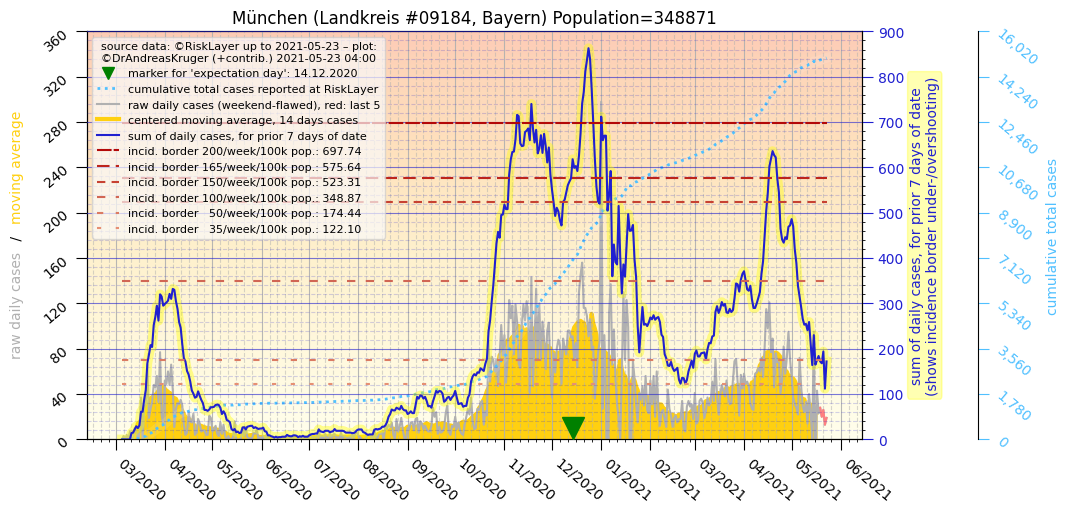 München (Landkreis #09184, Bayern) Population=348871
source data: ©RiskLayer up to 2021-05-23 – plot:
©DrAndreasKruger (+contrib.) 2021-05-23 04:00
marker for 'expectation day': 14.12.2020
cumulative total cases reported at RiskLayer
raw daily cases (weekend-flawed), red: last 5
centered moving average, 14 days cases
sum of daily cases, for prior 7 days of date
incid. border 200/week/100k pop.: 697.74
incid. border 165/week/100k pop.: 575.64
incid. border 150/week/100k pop.: 523.31
incid. border 100/week/100k pop.: 348.87
incid. border   50/week/100k pop.: 174.44
incid. border   35/week/100k pop.: 122.10
raw daily cases / moving average
360
320
280
240
200
160
120
80
40
0
03/2020
04/2020
05/2020
06/2020
07/2020
08/2020
09/2020
10/2020
11/2020
12/2020
01/2021
02/2021
03/2021
04/2021
05/2021
06/2021
900
800
700
600
500
400
300
200
100
0
sum of daily cases, for prior 7 days of date
(shows incidence border under-/overshooting)
16,020
14,240
12,460
10,680
8,900
7,120
5,340
3,560
1,780
0
cumulative total cases